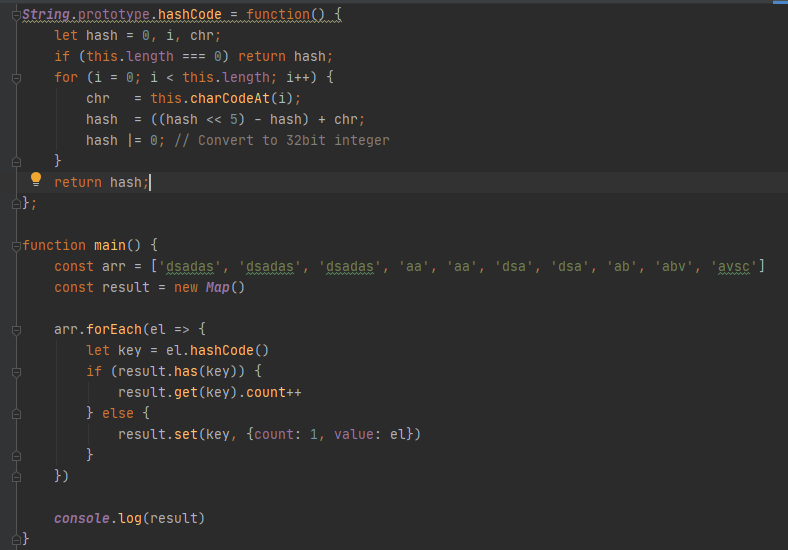 String.prototype.hashCode = function() {
    let hash = 0, i, chr;
    if (this.length === 0) return hash;
    for (i = 0; i < this.length; i++) {
        chr   = this.charCodeAt(i);
        hash  = ((hash << 5) - hash) + chr;
        hash |= 0; // Convert to 32bit integer
    }
    return hash;
};
function main() {
    const arr = ['dsadas', 'dsadas', 'dsadas', 'aa', 'aa', 'dsa', 'dsa', 'ab', 'abv', 'avsc']
    const result = new Map()
    arr.forEach(el => {
        let key = el.hashCode()
        if (result.has(key)) {
            result.get(key).count++
        } else {
            result.set(key, {count: 1, value: el})
        }
    })
    console.log(result)
}